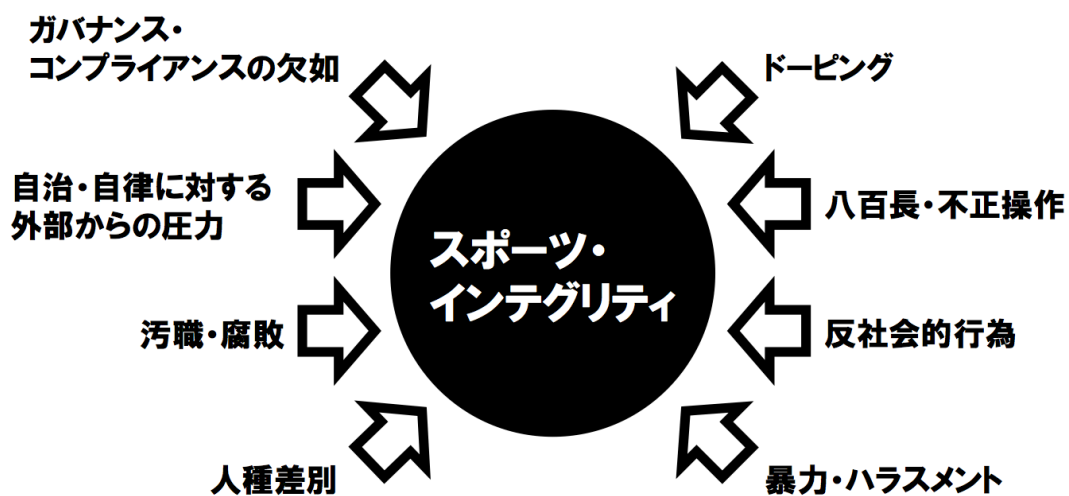 ガバナンス・
コンプライアンスの欠如
ドーピング
自治・自律に対する
外部からの圧力
八百長・不正操作
スポーツ・
インテグリティ
汚職・腐敗
反社会的行為
人種差別
暴力・ハラスメント